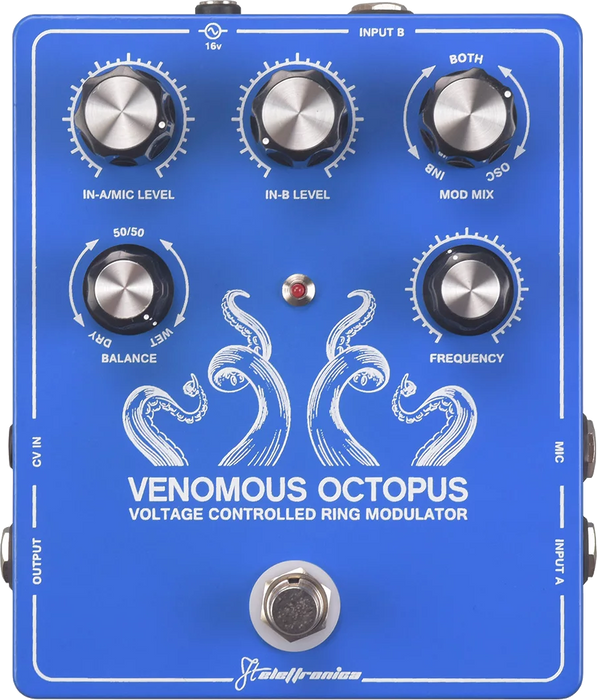 16v
INPUT B
BOTH
INB
OSC
IN-A/MIC LEVEL
IN-B LEVEL
MOD MIX
50/50
DRY
WET
BALANCE
FREQUENCY
CV IN
MIC
VENOMOUS OCTOPUS
VOLTAGE CONTROLLED RING MODULATOR
OUTPUT
INPUT A
JT elettronica